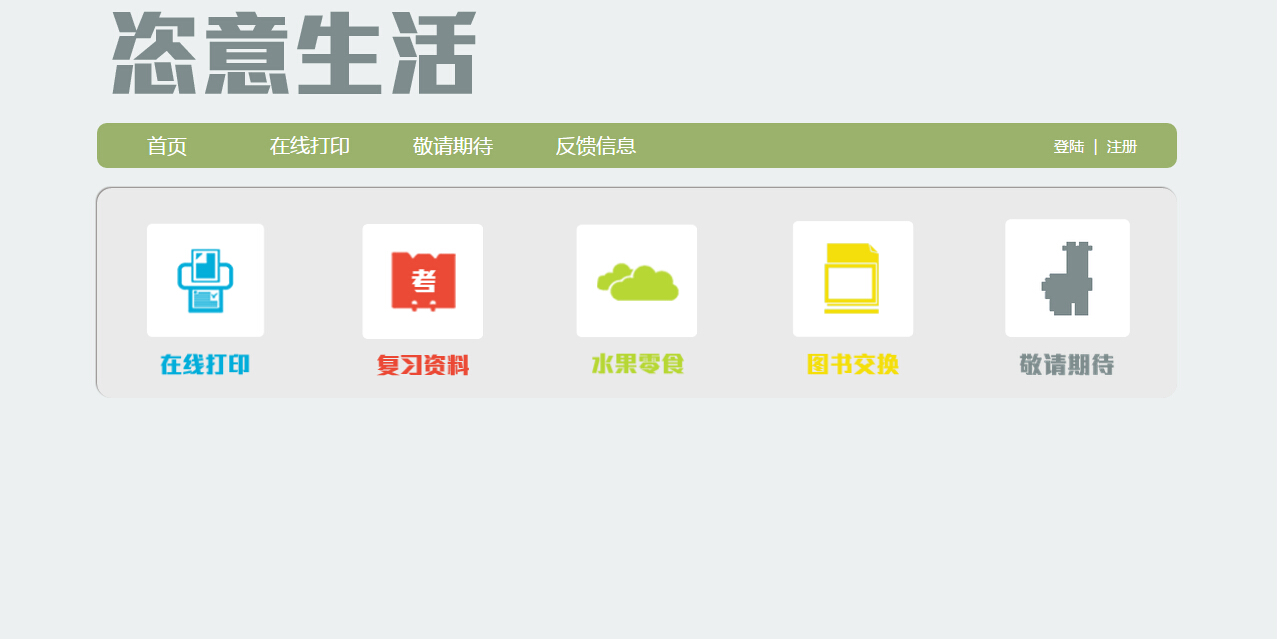 恣意生活
首页 在线打印 敬请期待 反馈信息 登陆 | 注册
考
在线打印 复习资料 水果零食 图书交换 敬请期待